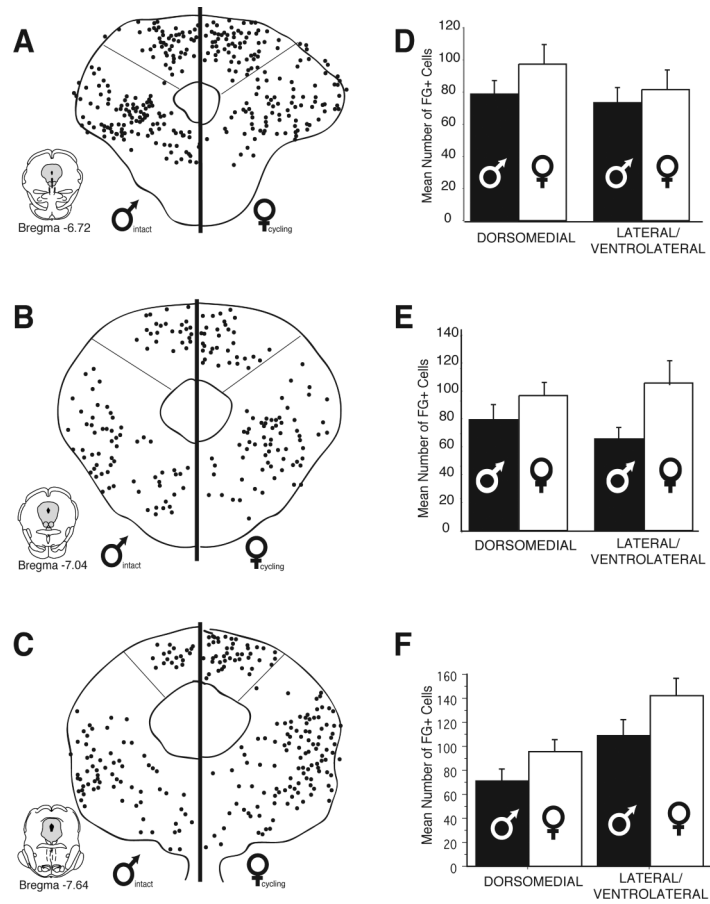 A
Bregma -6.72
♂ intact
♀ cycling
D
Mean Number of FG+ Cells
120
100
80
60
40
20
0
♂ ♀ ♂ ♀
DORSOMEDIAL
LATERAL/
VENTROLATERAL
B
Bregma -7.04
♂ intact
♀ cycling
E
Mean Number of FG+ Cells
140
120
100
80
60
40
20
0
♂ ♀ ♂ ♀
DORSOMEDIAL
LATERAL/
VENTROLATERAL
C
Bregma -7.64
♂ intact
♀ cycling
F
Mean Number of FG+ Cells
160
140
120
100
80
60
40
20
0
♂ ♀ ♂ ♀
DORSOMEDIAL
LATERAL/
VENTROLATERAL